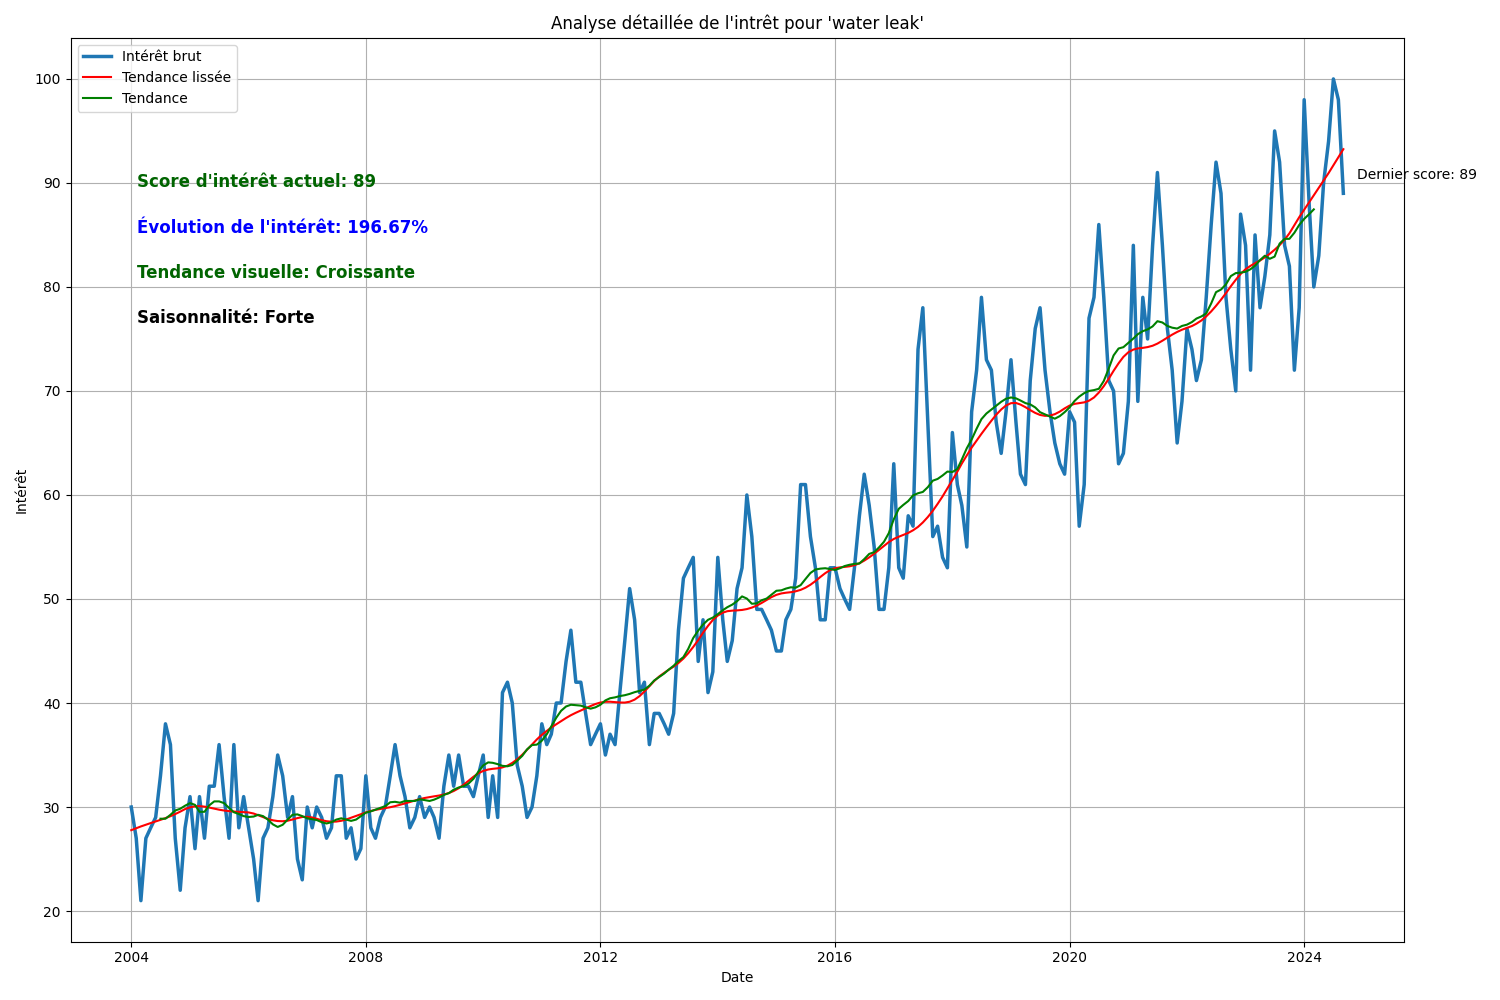 Analyse détaillée de l'intrêt pour 'water leak'
Intérêt brut
Tendance lissée
Tendance
Score d'intérêt actuel: 89
Évolution de l'intérêt: 196.67%
Tendance visuelle: Croissante
Saisonnalité: Forte
Dernier score: 89
Intérêt
100
90
80
70
60
50
40
30
20
2004
2008
2012
2016
2020
2024
Date